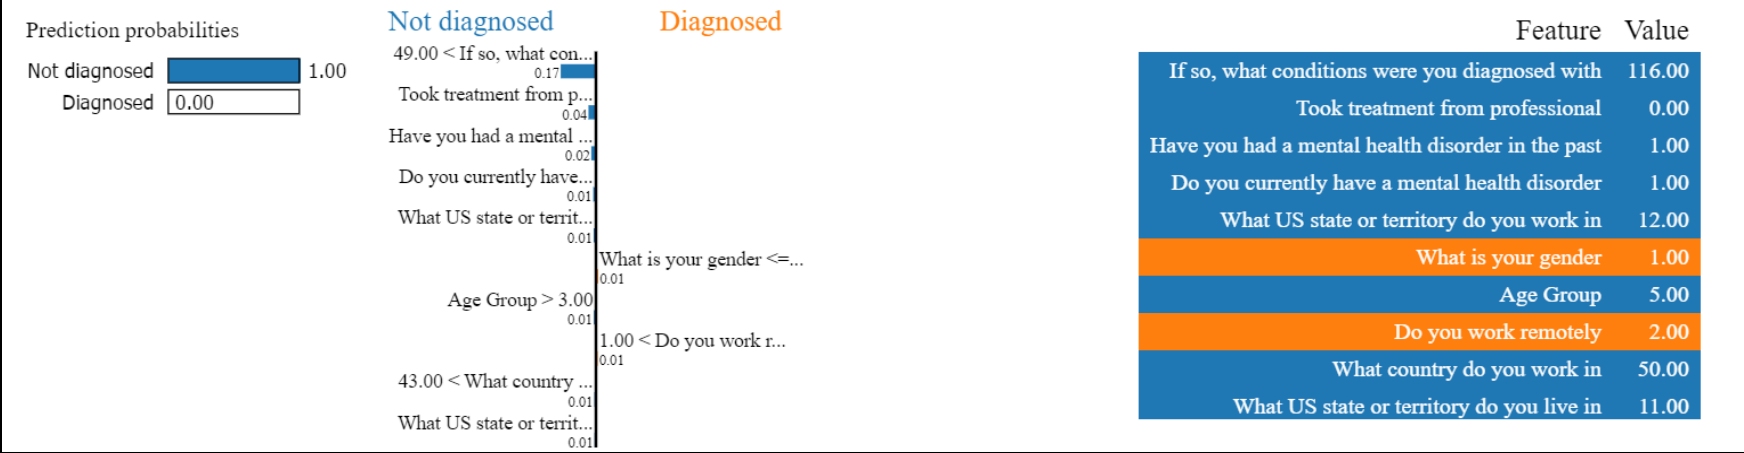 Prediction probabilities
Not diagnosed 1.00
Diagnosed 0.00
Not diagnosed Diagnosed
49.00 < If so, what con...
0.17
Took treatment from p...
0.04
Have you had a mental ...
0.02
Do you currently have...
0.01
What US state or territ...
0.01
What is your gender <=...
0.01
Age Group > 3.00
0.01
1.00 < Do you work r...
0.01
43.00 < What country ...
0.01
What US state or territ...
0.01
Feature Value
If so, what conditions were you diagnosed with 116.00
Took treatment from professional 0.00
Have you had a mental health disorder in the past 1.00
Do you currently have a mental health disorder 1.00
What US state or territory do you work in 12.00
What is your gender 1.00
Age Group 5.00
Do you work remotely 2.00
What country do you work in 50.00
What US state or territory do you live in 11.00